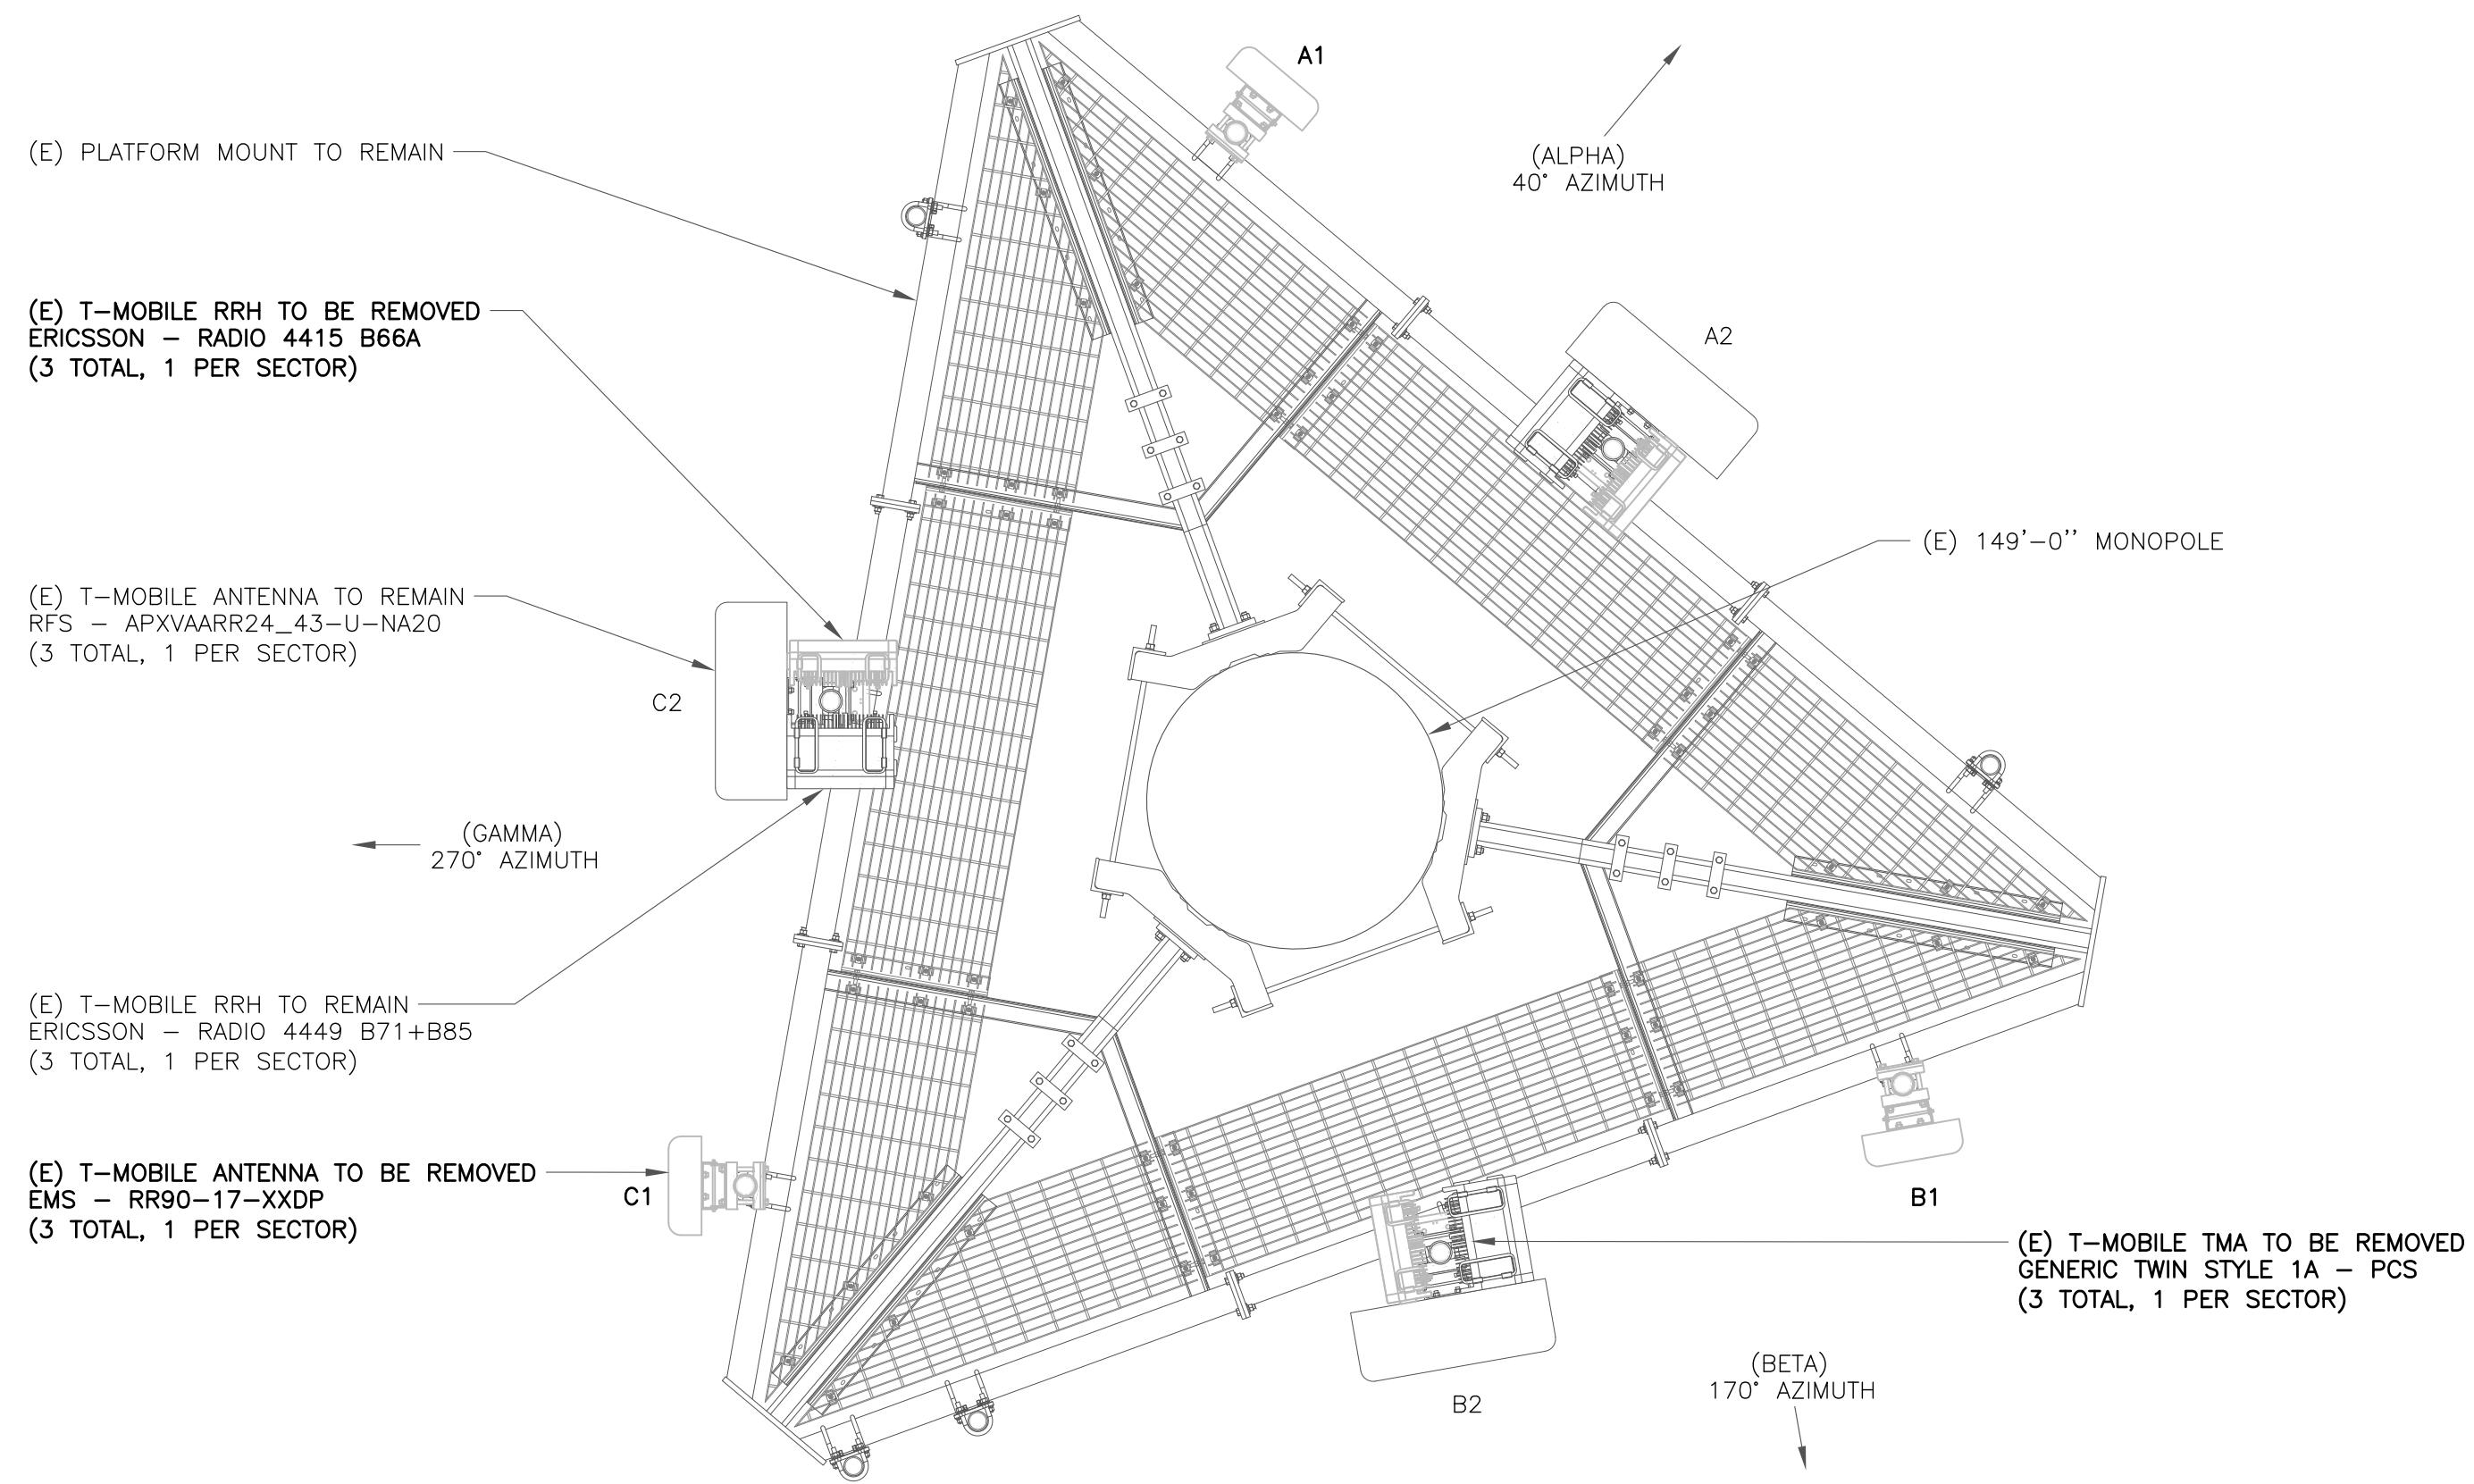 A1
(ALPHA)
40° AZIMUTH
(E) PLATFORM MOUNT TO REMAIN
(E) T-MOBILE RRH TO BE REMOVED
ERICSSON - RADIO 4415 B66A
(3 TOTAL, 1 PER SECTOR)
A2
(E) 149'-0'' MONOPOLE
(E) T-MOBILE ANTENNA TO REMAIN
RFS - APXVAARR24_43-U-NA20
(3 TOTAL, 1 PER SECTOR)
C2
(GAMMA)
270° AZIMUTH
(E) T-MOBILE RRH TO REMAIN
ERICSSON - RADIO 4449 B71+B85
(3 TOTAL, 1 PER SECTOR)
(E) T-MOBILE ANTENNA TO BE REMOVED
EMS - RR90-17-XXDP
(3 TOTAL, 1 PER SECTOR)
C1
B1
(E) T-MOBILE TMA TO BE REMOVED
GENERIC TWIN STYLE 1A - PCS
(3 TOTAL, 1 PER SECTOR)
B2
(BETA)
170° AZIMUTH